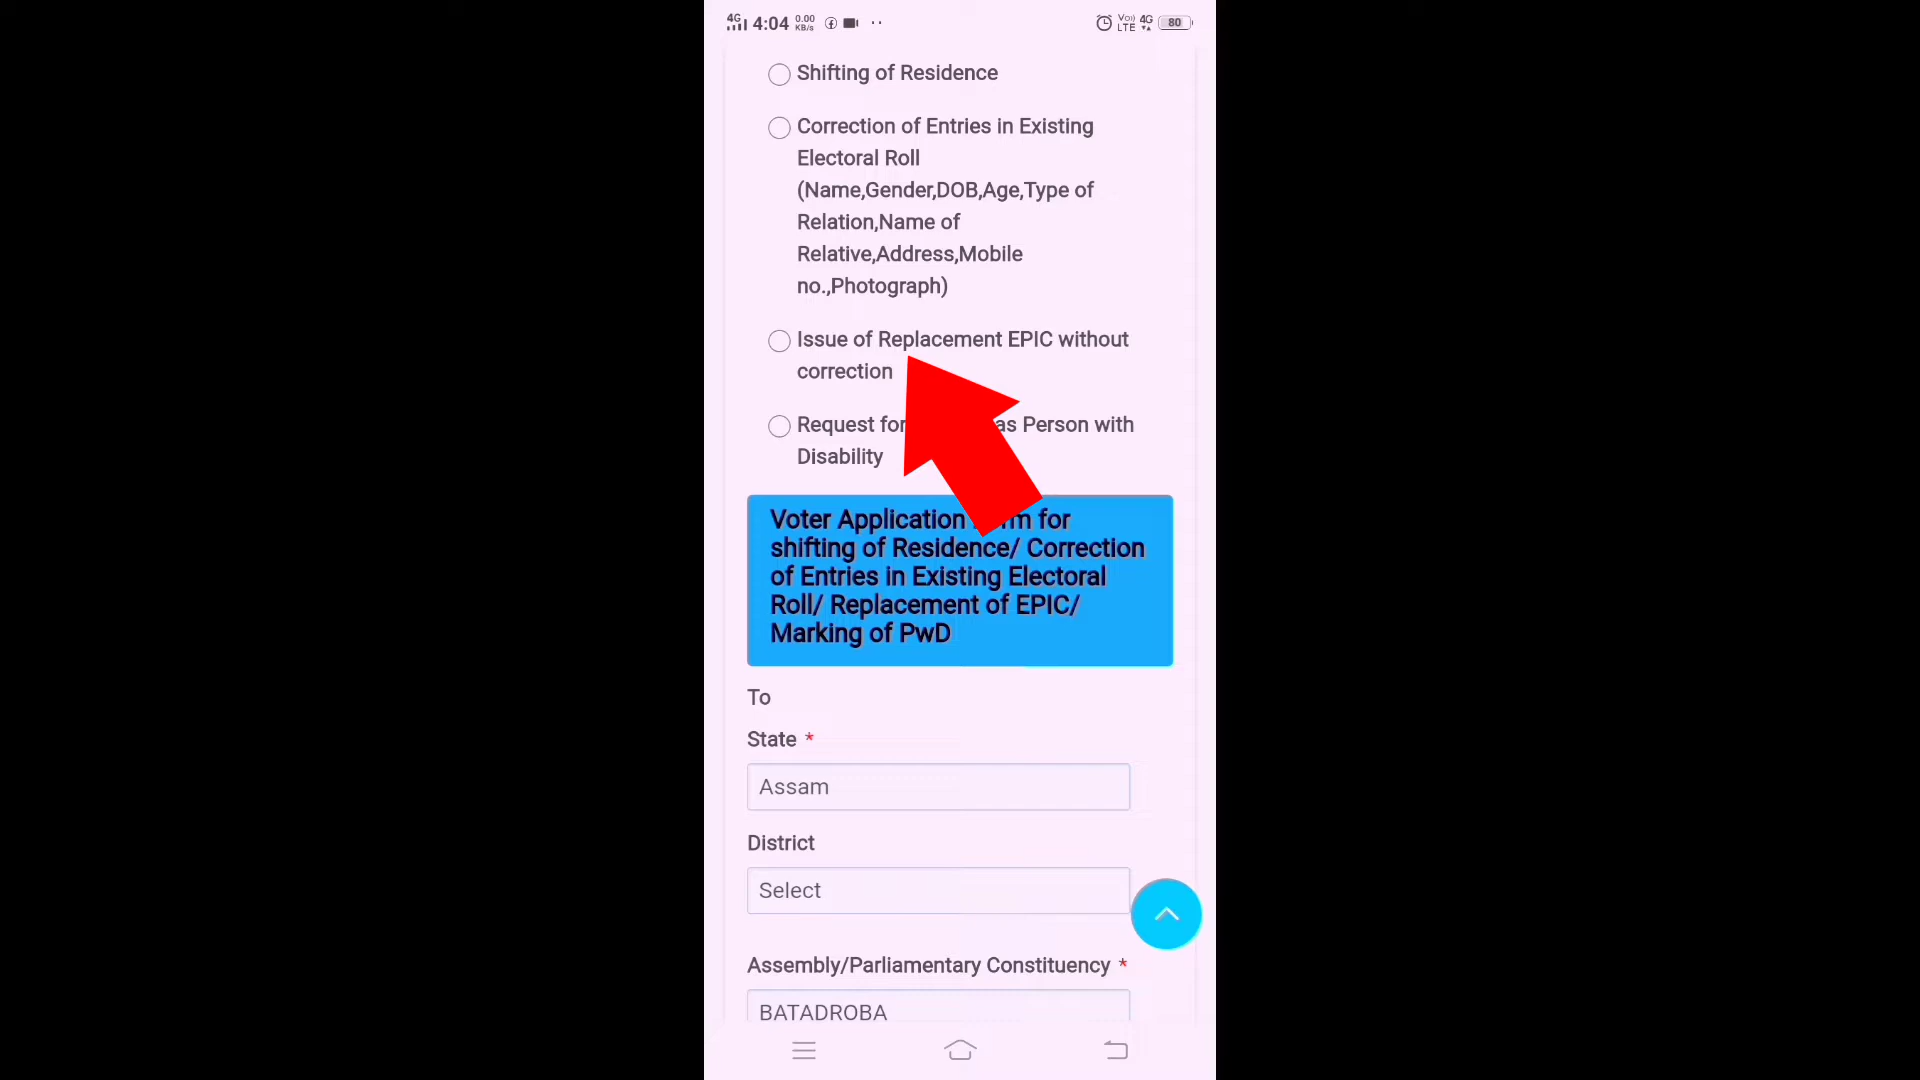 4G 4:04 0.00 KB/s VoLTE 4G 80
Shifting of Residence
Correction of Entries in Existing
Electoral Roll
(Name,Gender,DOB,Age,Type of
Relation,Name of
Relative,Address,Mobile
no.,Photograph)
Issue of Replacement EPIC without
correction
Request for as Person with
Disability
Voter Application for
shifting of Residence/ Correction
of Entries in Existing Electoral
Roll/ Replacement of EPIC/
Marking of PwD
To
State *
Assam
District
Select
Assembly/Parliamentary Constituency *
BATADROBA